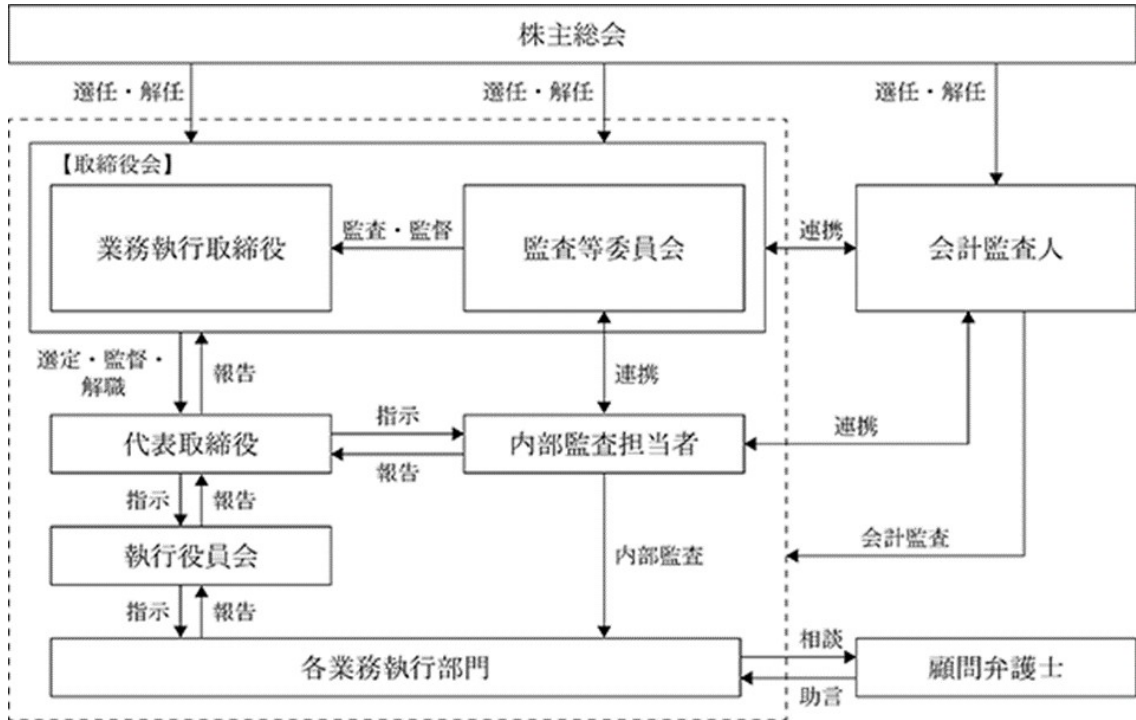 株主総会
選任・解任
選任・解任
選任・解任
【取締役会】
業務執行取締役
監査・監督
監査等委員会
連携
会計監査人
選定・監督・
解職
報告
連携
代表取締役
指示
報告
内部監査担当者
連携
指示
報告
執行役員会
内部監査
会計監査
指示
報告
各業務執行部門
相談
助言
顧問弁護士